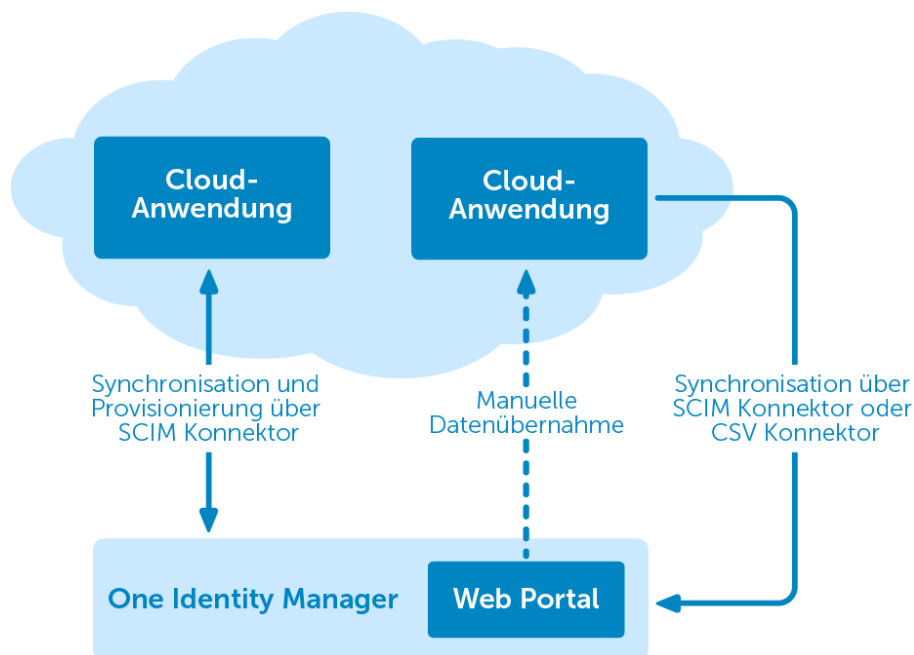 Cloud-
Anwendung
Cloud-
Anwendung
Synchronisation und
Provisionierung über
SCIM Konnektor
Manuelle
Datenübernahme
Synchronisation über
SCIM Konnektor oder
CSV Konnektor
One Identity Manager
Web Portal